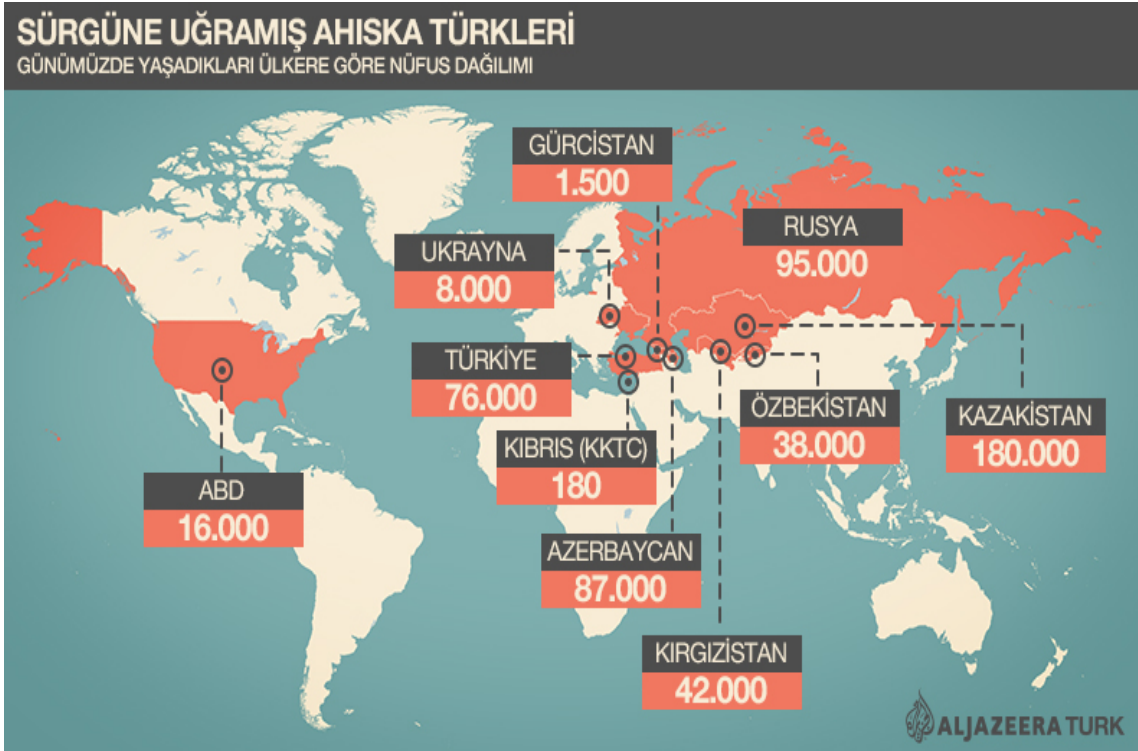 SÜRGÜNE UĞRAMIŞ AHISKA TÜRKLERİ
GÜNÜMÜZDE YAŞADIKLARI ÜLKERE GÖRE NÜFUS DAĞILIMI
GÜRCİSTAN
1.500
RUSYA
95.000
UKRAYNA
8.000
TÜRKİYE
76.000
ÖZBEKİSTAN
38.000
KAZAKİSTAN
180.000
KIBRIS (KKTC)
180
ABD
16.000
AZERBAYCAN
87.000
KIRGIZİSTAN
42.000
ALJAZEERA TURK